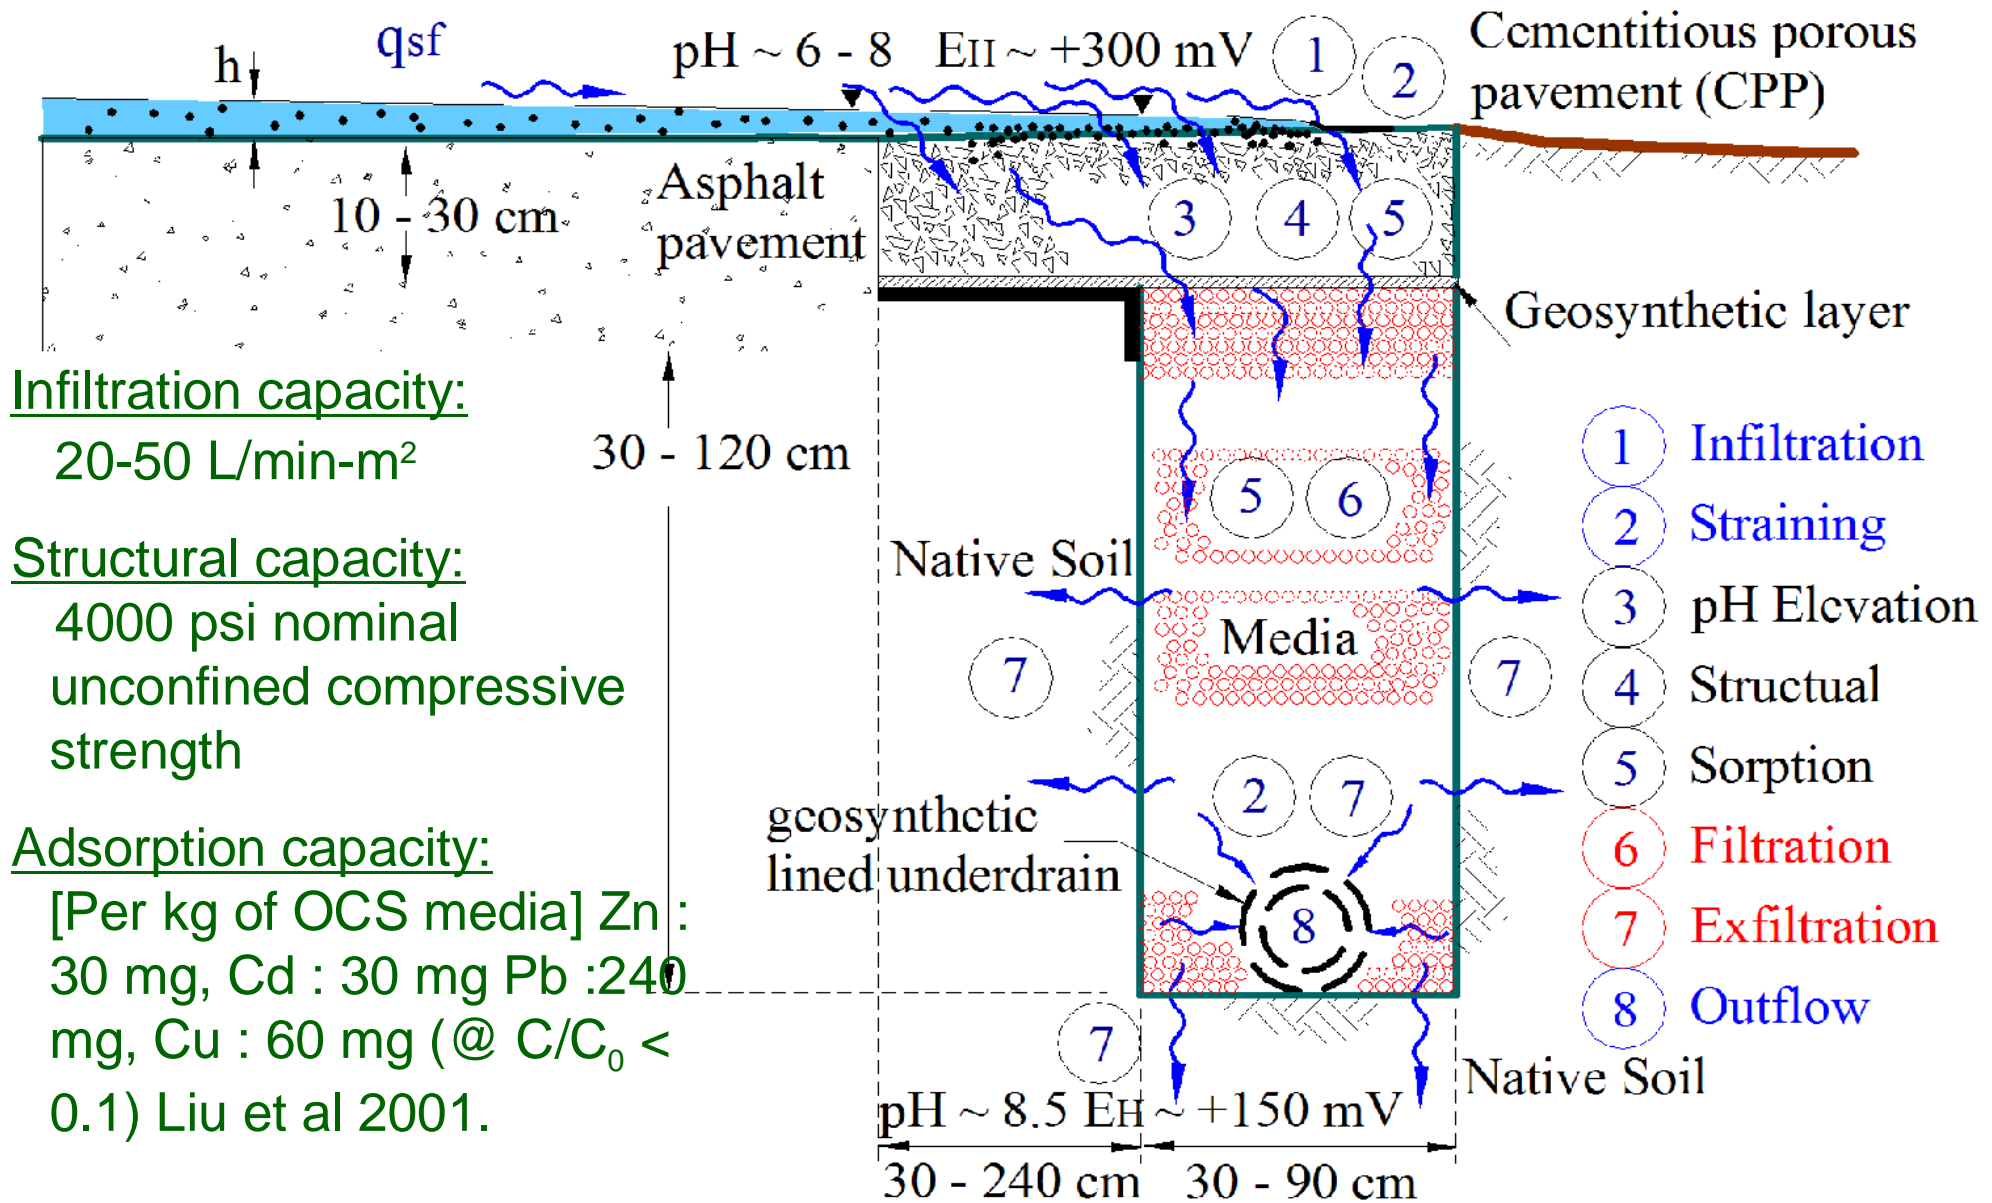 h
qsf
pH ~ 6 - 8 EH ~ +300 mV
1
2
Cementitious porous
pavement (CPP)
Asphalt
pavement
10 - 30 cm
3
4
5
Geosynthetic layer
Infiltration capacity:
20-50 L/min-m²
Structural capacity:
4000 psi nominal
unconfined compressive
strength
Adsorption capacity:
[Per kg of OCS media] Zn :
30 mg, Cd : 30 mg Pb :240
mg, Cu : 60 mg (@ C/C₀ <
0.1) Liu et al 2001.
30 - 120 cm
5
6
Native Soil
Media
7
7
2
7
geosynthetic
lined underdrain
8
7
Native Soil
pH ~ 8.5 EH ~ +150 mV
30 - 240 cm
30 - 90 cm
1 Infiltration
2 Straining
3 pH Elevation
4 Structual
5 Sorption
6 Filtration
7 Exfiltration
8 Outflow